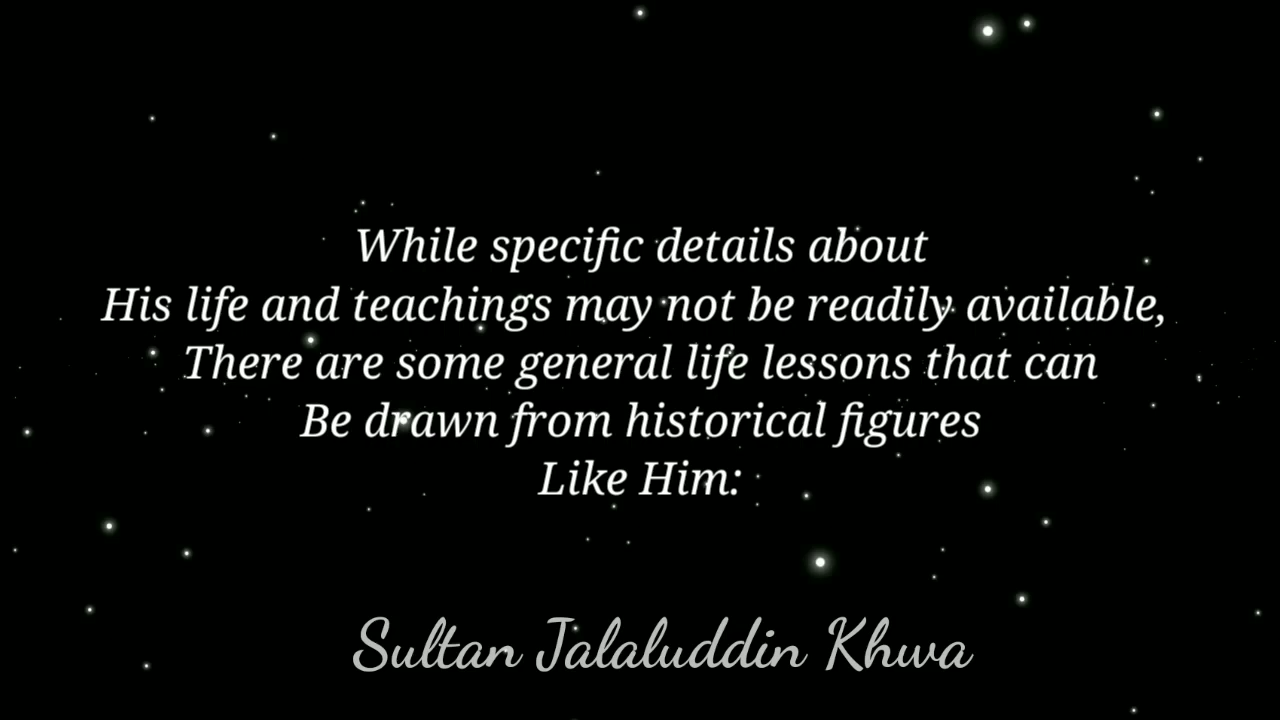 While specific details about
His life and teachings may not be readily available,
There are some general life lessons that can
Be drawn from historical figures
Like Him:
Sultan Jalaluddin Khwa